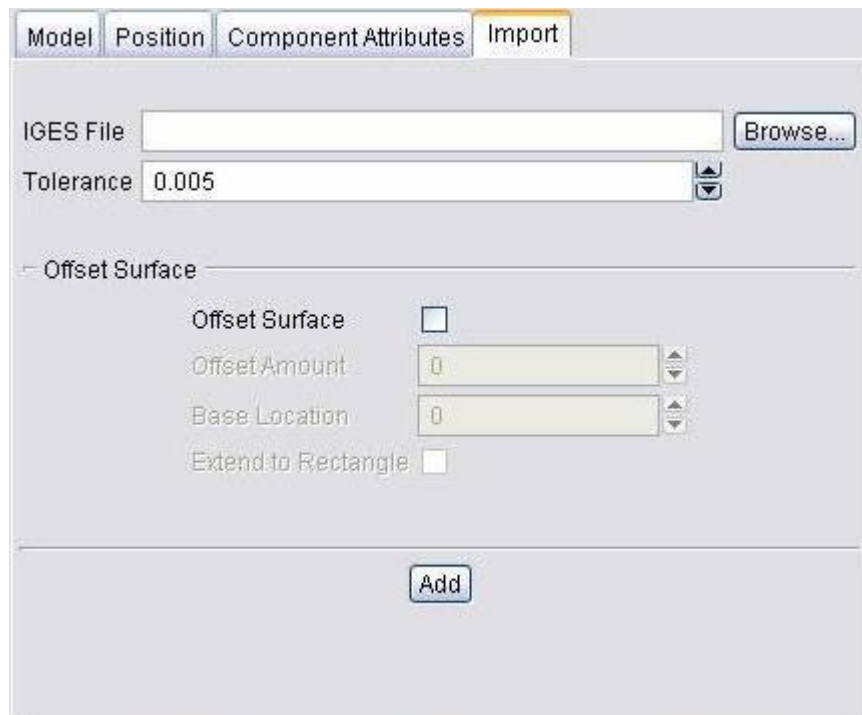 Model Position Component Attributes Import
IGES File Browse...
Tolerance 0.005
Offset Surface
Offset Surface
Offset Amount 0
Base Location 0
Extend to Rectangle
Add